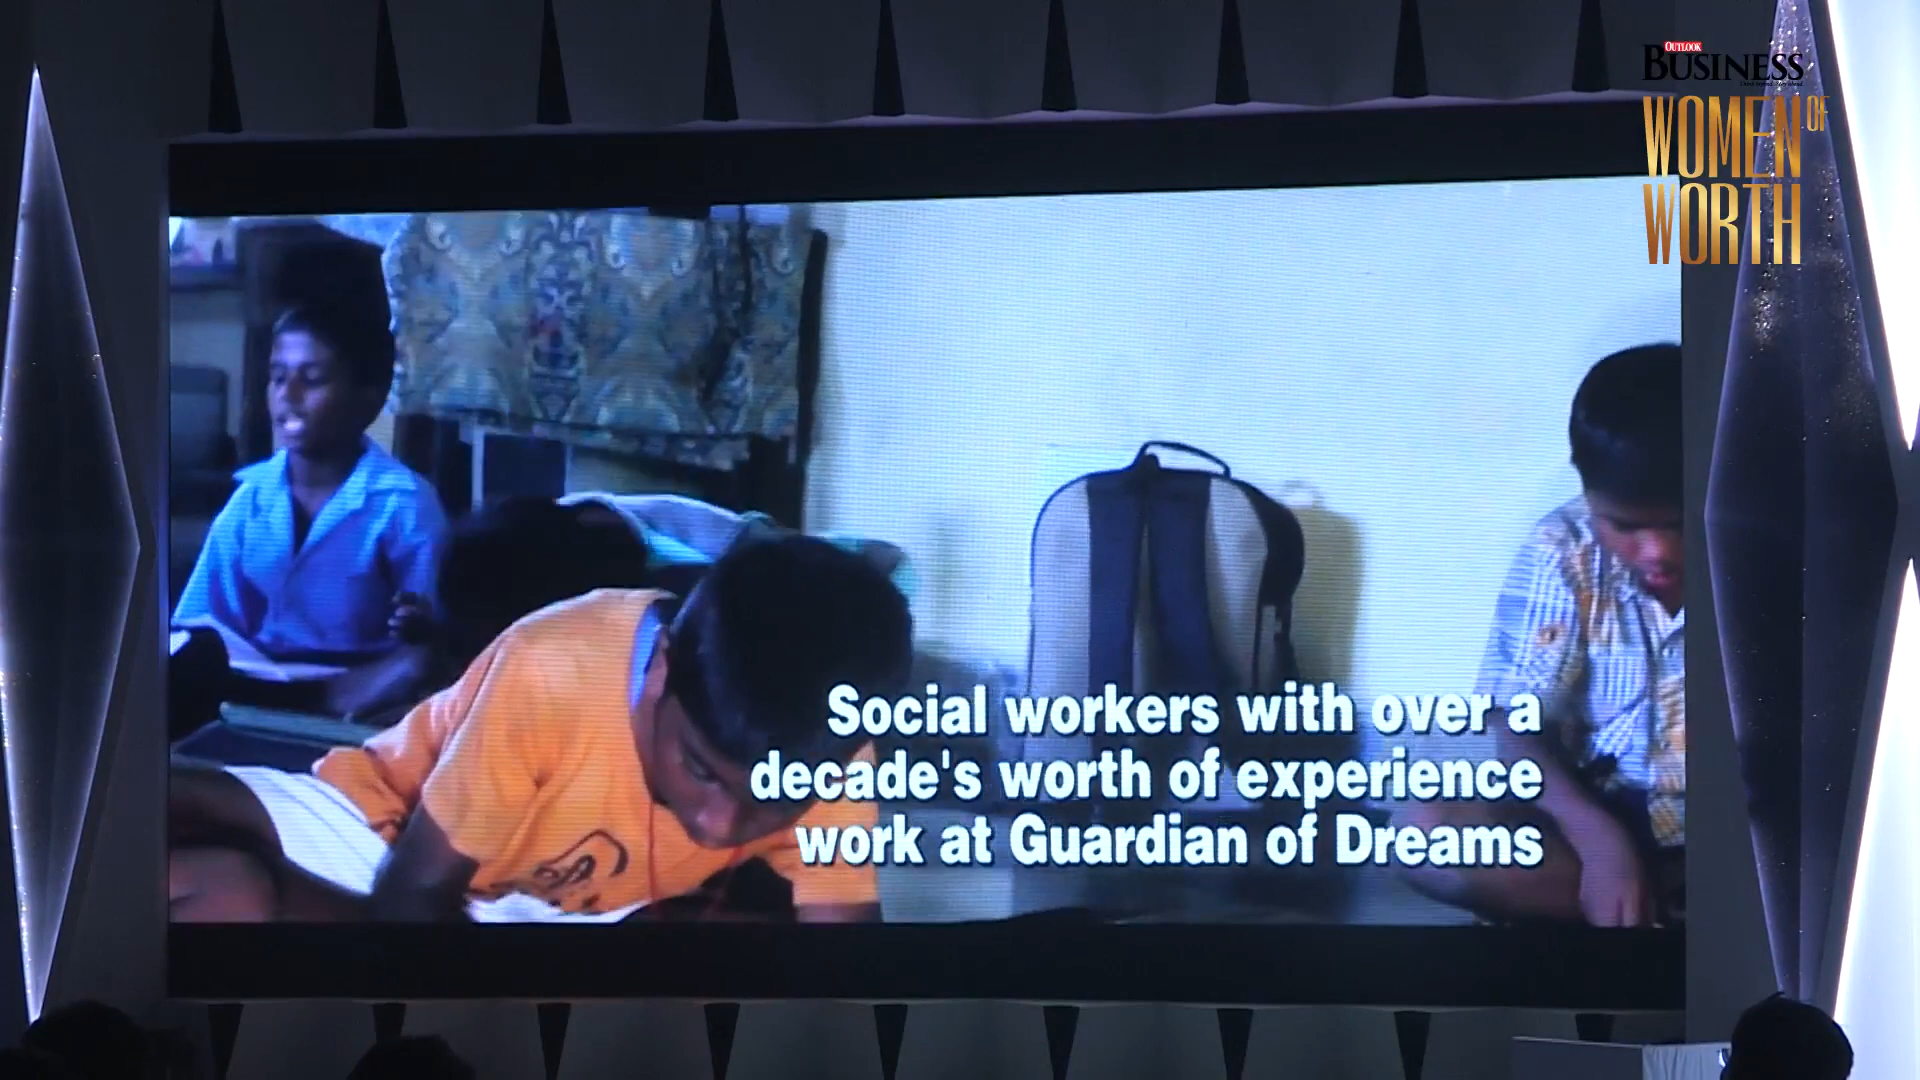 OUTLOOK
BUSINESS
WOMEN OF
WORTH
Social workers with over a
decade's worth of experience
work at Guardian of Dreams